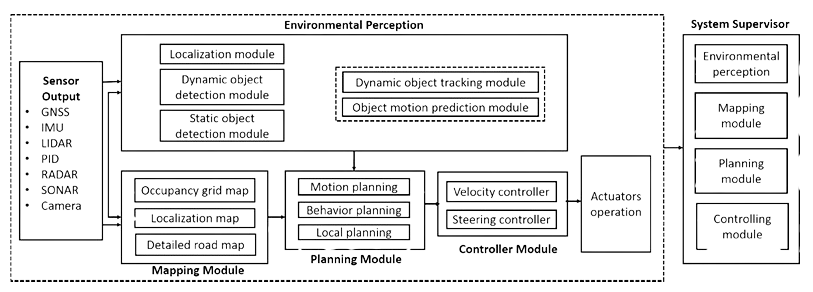 Environmental Perception
System Supervisor
Sensor
Output
• GNSS
• IMU
• LIDAR
• PID
• RADAR
• SONAR
• Camera
Localization module
Dynamic object
detection module
Static object
detection module
Dynamic object tracking module
Object motion prediction module
Occupancy grid map
Localization map
Detailed road map
Mapping Module
Motion planning
Behavior planning
Local planning
Planning Module
Velocity controller
Steering controller
Controller Module
Actuators
operation
Environmental
perception
Mapping
module
Planning
module
Controlling
module